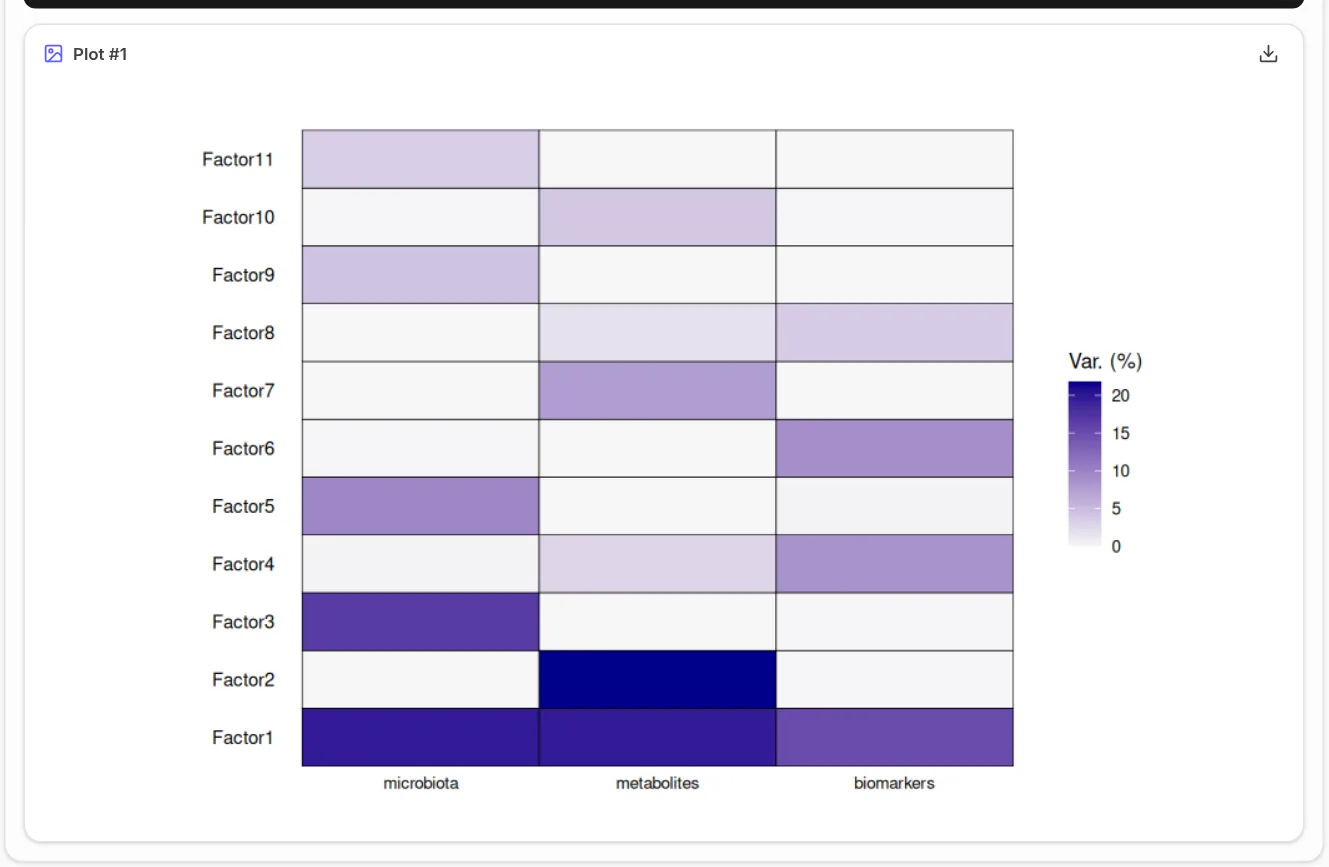 Plot #1
Factor11
Factor10
Factor9
Factor8
Factor7
Factor6
Factor5
Factor4
Factor3
Factor2
Factor1
microbiota metabolites biomarkers
Var. (%)
20
15
10
5
0